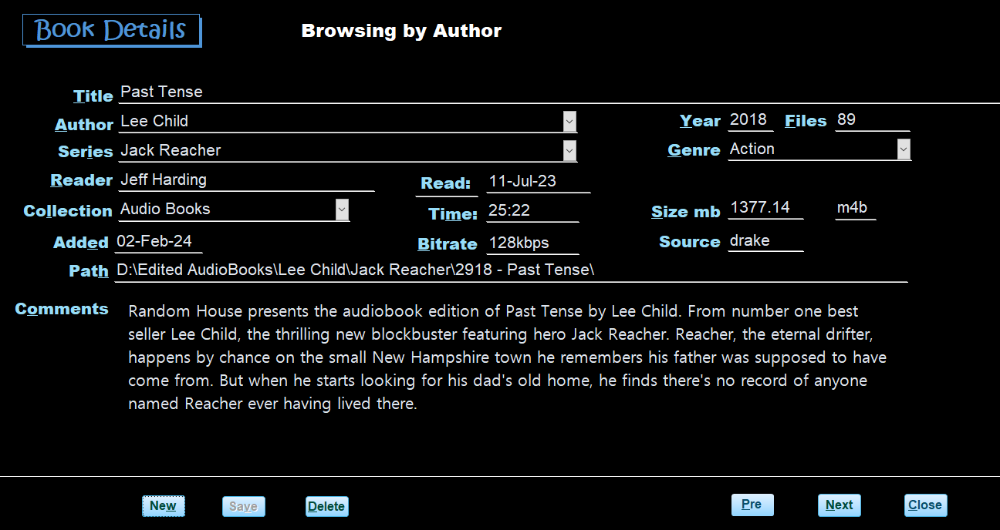 Book Details
Browsing by Author
Title Past Tense
Author Lee Child Year 2018 Files 89
Series Jack Reacher Genre Action
Reader Jeff Harding Read: 11-Jul-23
Collection Audio Books Time: 25:22 Size mb 1377.14 m4b
Added 02-Feb-24 Bitrate 128kbps Source drake
Path D:\Edited AudioBooks\Lee Child\Jack Reacher\2918 - Past Tense\
Comments Random House presents the audiobook edition of Past Tense by Lee Child. From number one best
seller Lee Child, the thrilling new blockbuster featuring hero Jack Reacher. Reacher, the eternal drifter,
happens by chance on the small New Hampshire town he remembers his father was supposed to have
come from. But when he starts looking for his dad's old home, he finds there's no record of anyone
named Reacher ever having lived there.
New Save Delete Pre Next Close